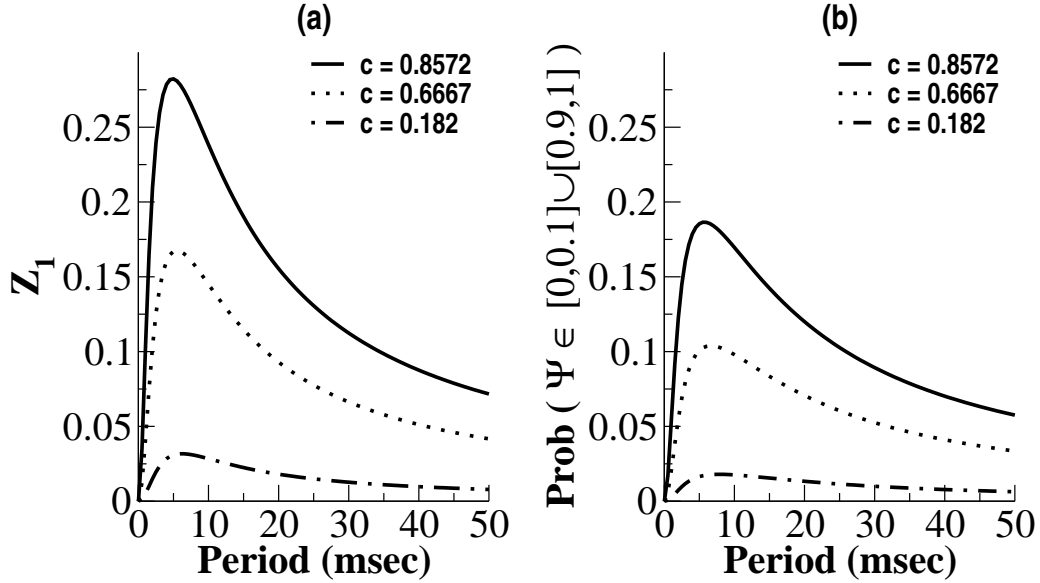 (a)
c = 0.8572
c = 0.6667
c = 0.182
0.25
0.2
0.15
0.1
0.05
0
Z1
0 10 20 30 40 50
Period (msec)
(b)
c = 0.8572
c = 0.6667
c = 0.182
0.25
0.2
0.15
0.1
0.05
0
Prob ( Ψ ∈ [0,0.1]∪[0.9,1] )
0 10 20 30 40 50
Period (msec)